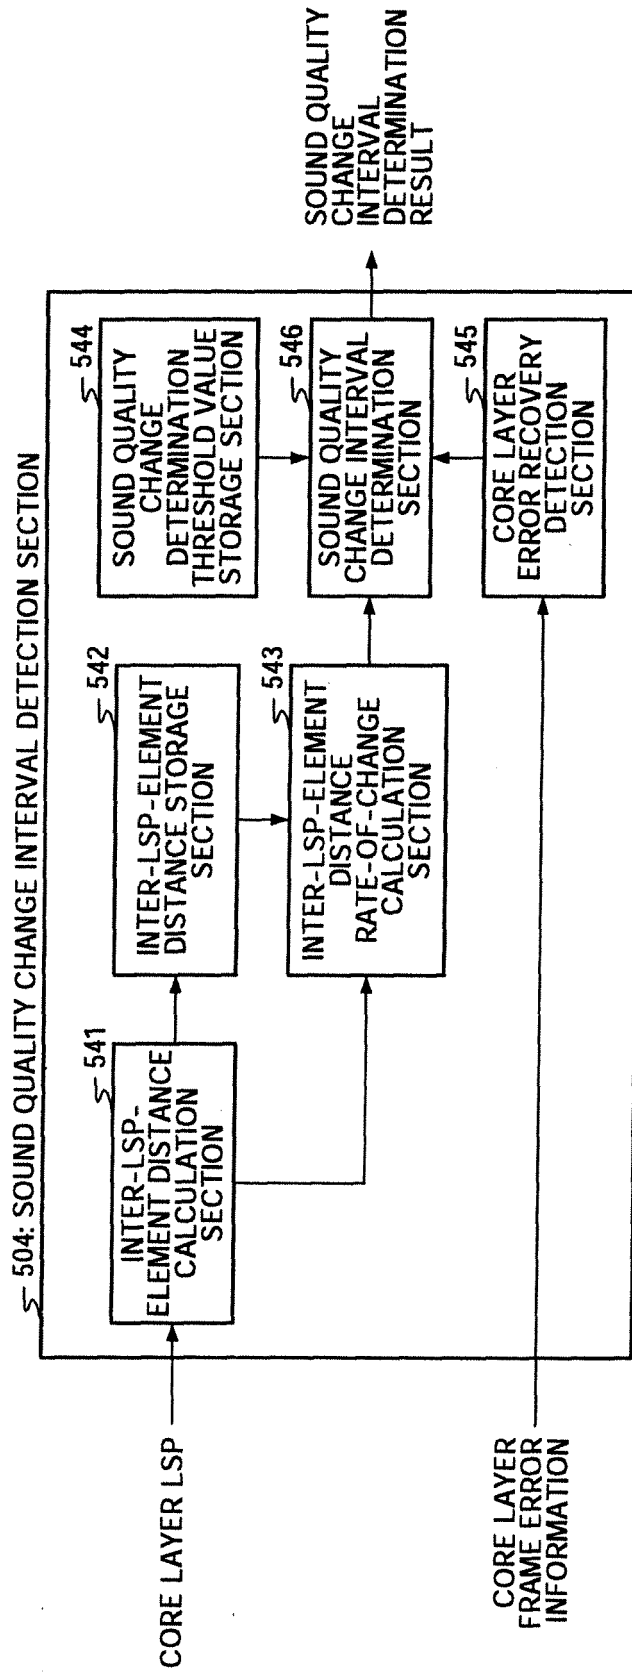 504: SOUND QUALITY CHANGE INTERVAL DETECTION SECTION
CORE LAYER LSP
541
INTER-LSP-
ELEMENT DISTANCE
CALCULATION
SECTION
542
INTER-LSP-ELEMENT
DISTANCE STORAGE
SECTION
543
INTER-LSP-ELEMENT
DISTANCE
RATE-OF-CHANGE
CALCULATION
SECTION
544
SOUND QUALITY
CHANGE
DETERMINATION
THRESHOLD VALUE
STORAGE SECTION
546
SOUND QUALITY
CHANGE INTERVAL
DETERMINATION
SECTION
545
CORE LAYER
ERROR RECOVERY
DETECTION
SECTION
CORE LAYER
FRAME ERROR
INFORMATION
SOUND QUALITY
CHANGE
INTERVAL
DETERMINATION
RESULT